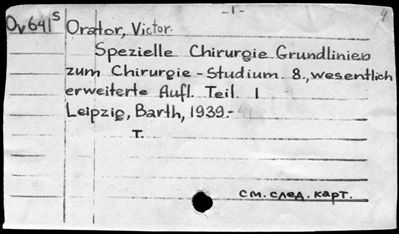 -1-
Ov641 s
Orator, Victor.
Spezielle Chirurgie. Grundlinien
zum Chirurgie-Studium. 8., wesentlich
erweiterte Aufl. Teil. 1
Leipzig, Barth, 1939.-
T.
см. след. карт.